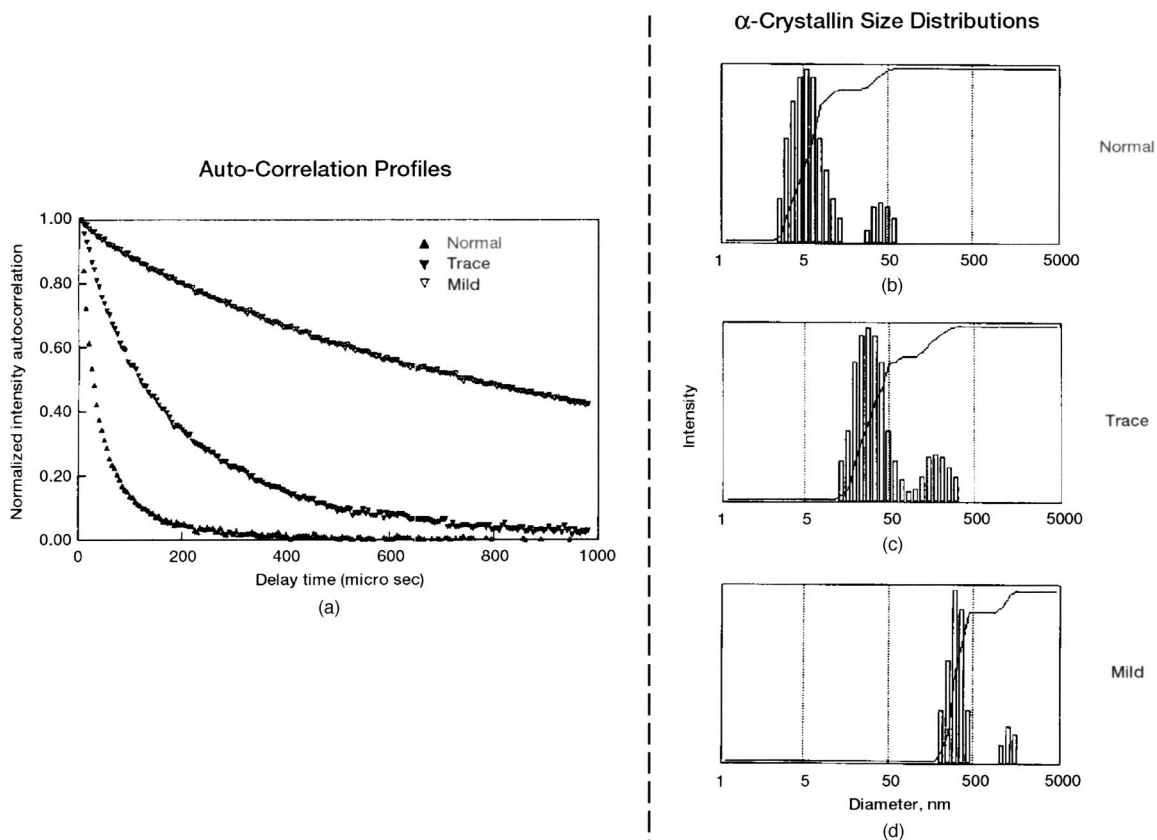 Auto-Correlation Profiles
Normalized intensity autocorrelation
1.00
0.80
0.60
0.40
0.20
0.00
Normal
Trace
Mild
0 200 400 600 800 1000
Delay time (micro sec)
(a)
α-Crystallin Size Distributions
Normal
1 5 50 500 5000
(b)
Intensity
Trace
1 5 50 500 5000
(c)
Mild
1 5 50 500 5000
Diameter, nm
(d)